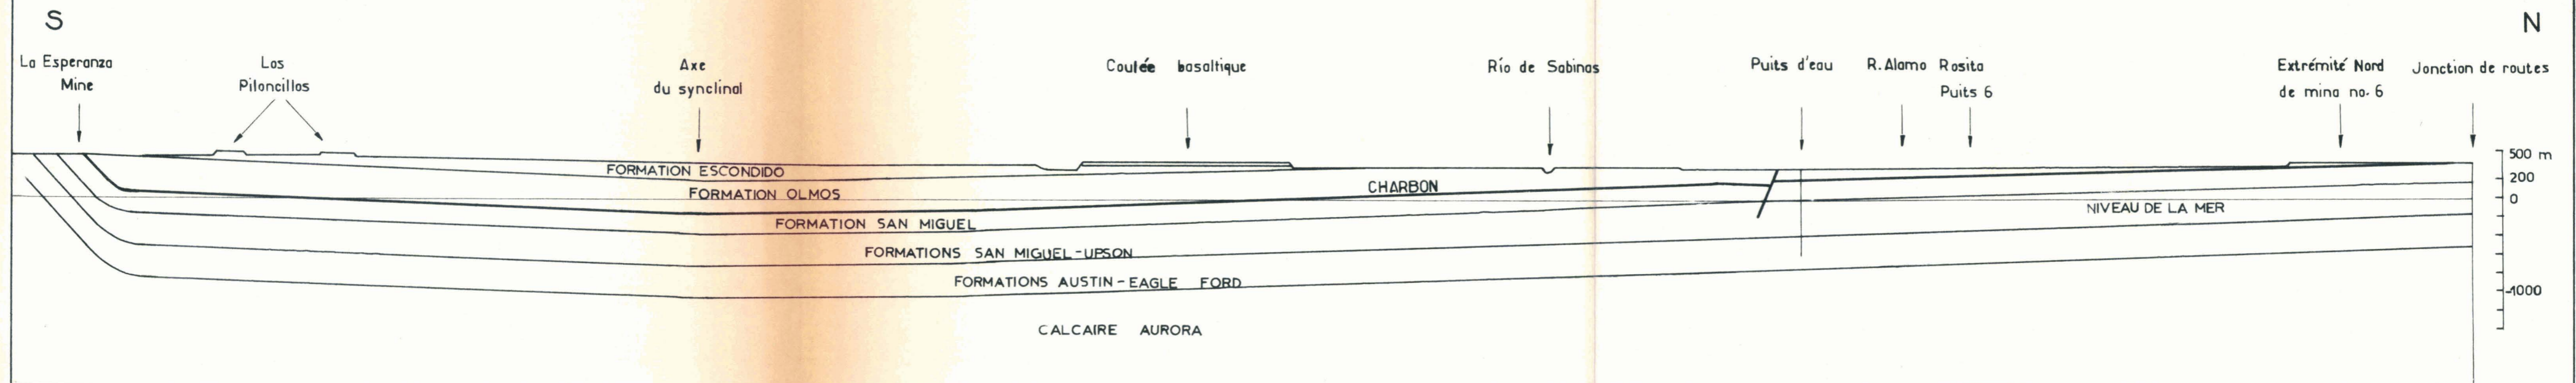 S
N
La Esperanza
Mine
Los
Piloncillos
Axe
du synclinal
Coulée basaltique
Río de Sabinas
Puits d'eau
R. Alamo
Rosita
Puits 6
Extrémité Nord
de mina no. 6
Jonction de routes
500 m
200
0
-1000
FORMATION ESCONDIDO
FORMATION OLMOS
CHARBON
NIVEAU DE LA MER
FORMATION SAN MIGUEL
FORMATIONS SAN MIGUEL-UPSON
FORMATIONS AUSTIN-EAGLE FORD
CALCAIRE AURORA